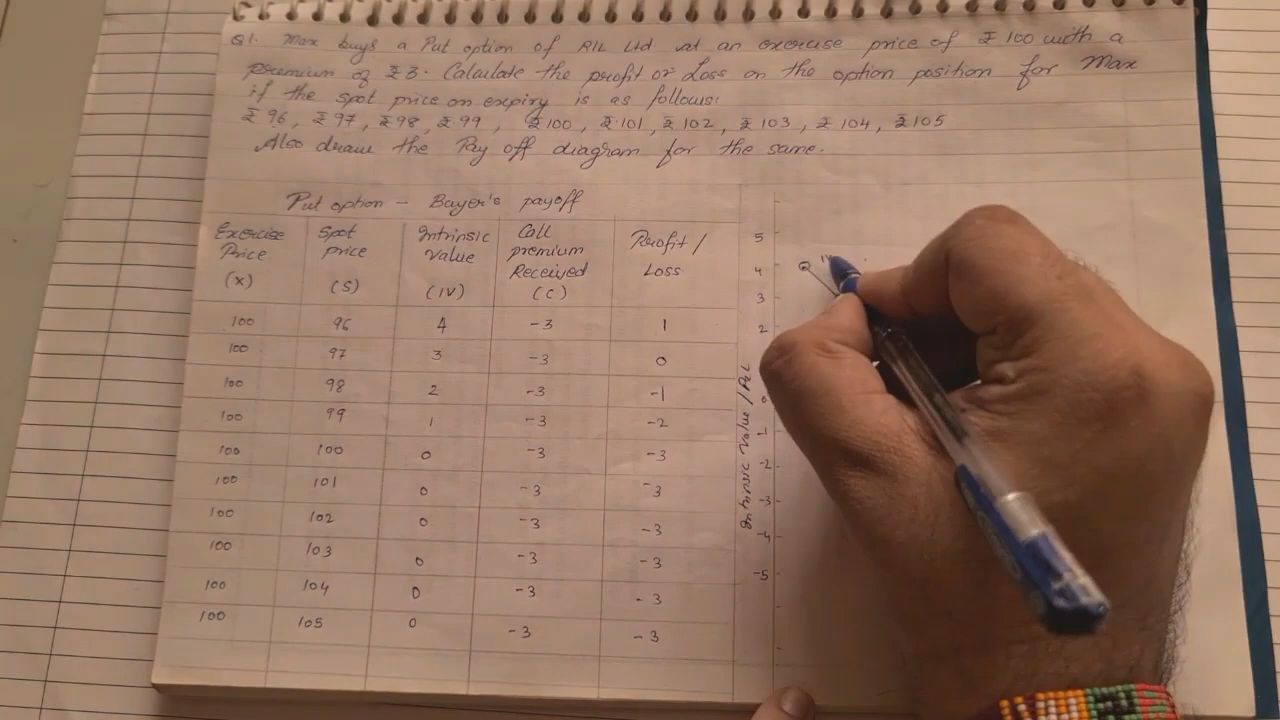 Q1. Max buys a Put option of RIL Ltd at an exercise price of ₹ 100 with a
premium of ₹ 3. Calculate the profit or Loss on the option position for Max
if the spot price on expiry is as follows:
₹ 96, ₹ 97, ₹ 98, ₹ 99, ₹ 100, ₹ 101, ₹ 102, ₹ 103, ₹ 104, ₹ 105
Also draw the Pay off diagram for the same.
Put option - Buyer's payoff
Exercise Price (X) Spot price (S) Intrinsic Value (IV) Call premium Received (C) Profit / Loss
100 96 4 -3 1
100 97 3 -3 0
100 98 2 -3 -1
100 99 1 -3 -2
100 100 0 -3 -3
100 101 0 -3 -3
100 102 0 -3 -3
100 103 0 -3 -3
100 104 0 -3 -3
100 105 0 -3 -3
Intrinsic Value / P&L
5
4
3
2
0
-1
-2
-3
-4
-5